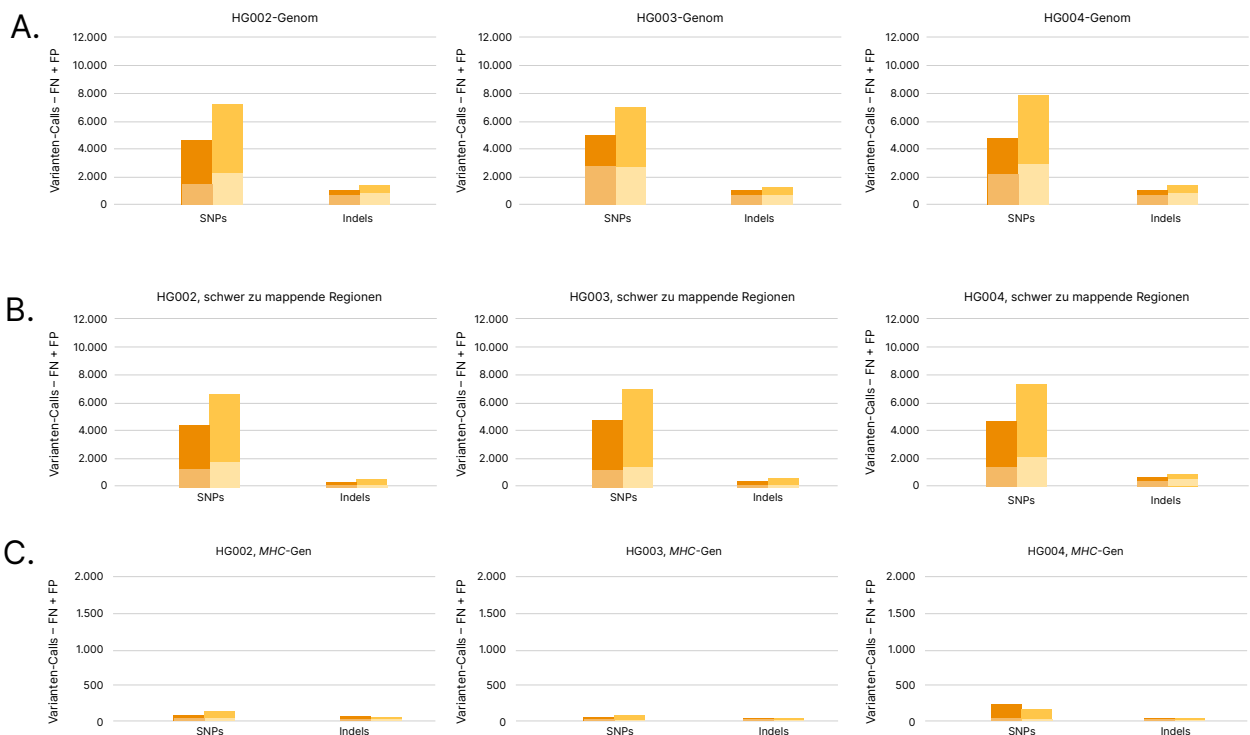 A.
HG002-Genom
HG003-Genom
HG004-Genom
Varianten-Calls – FN + FP
12.000
10.000
8.000
6.000
4.000
2.000
0
SNPs
Indels
Varianten-Calls – FN + FP
12.000
10.000
8.000
6.000
4.000
2.000
0
SNPs
Indels
Varianten-Calls – FN + FP
12.000
10.000
8.000
6.000
4.000
2.000
0
SNPs
Indels
B.
HG002, schwer zu mappende Regionen
HG003, schwer zu mappende Regionen
HG004, schwer zu mappende Regionen
Varianten-Calls – FN + FP
12.000
10.000
8.000
6.000
4.000
2.000
0
SNPs
Indels
Varianten-Calls – FN + FP
12.000
10.000
8.000
6.000
4.000
2.000
0
SNPs
Indels
Varianten-Calls – FN + FP
12.000
10.000
8.000
6.000
4.000
2.000
0
SNPs
Indels
C.
HG002, MHC-Gen
HG003, MHC-Gen
HG004, MHC-Gen
Varianten-Calls – FN + FP
2.000
1.500
1.000
500
0
SNPs
Indels
Varianten-Calls – FN + FP
2.000
1.500
1.000
500
0
SNPs
Indels
Varianten-Calls – FN + FP
2.000
1.500
1.000
500
0
SNPs
Indels